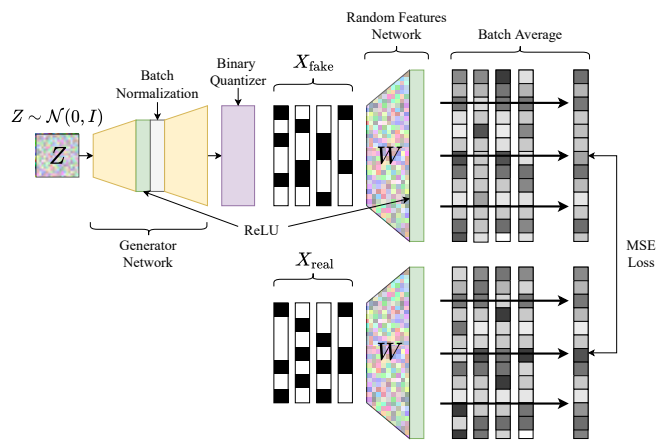 Random Features
Network
Batch Average
Batch
Normalization
Binary
Quantizer
X_fake
Z ~ 𝒩(0, I)
Z
W
ReLU
Generator
Network
X_real
MSE
Loss
W